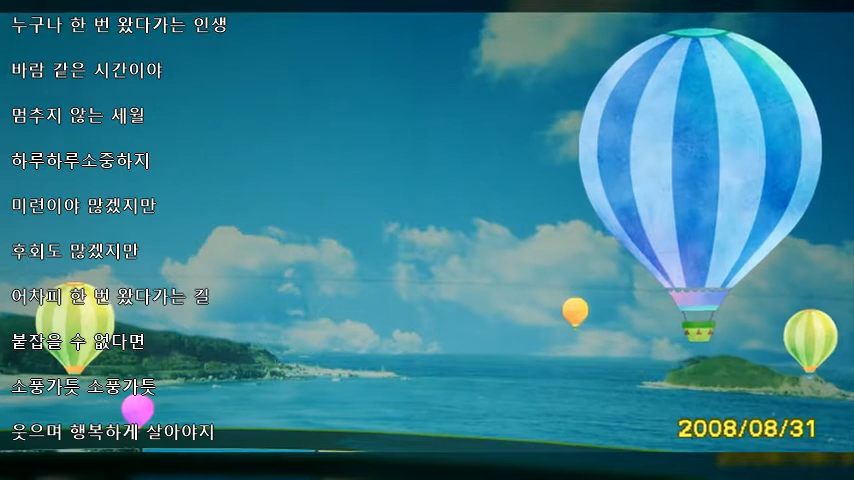 누구나 한 번 왔다가는 인생
바람 같은 시간이야
멈추지 않는 세월
하루하루소중하지
미련이야 많겠지만
후회도 많겠지만
어차피 한 번 왔다가는 길
붙잡을 수 없다면
소풍가듯 소풍가듯
웃으며 행복하게 살아야지
2008/08/31